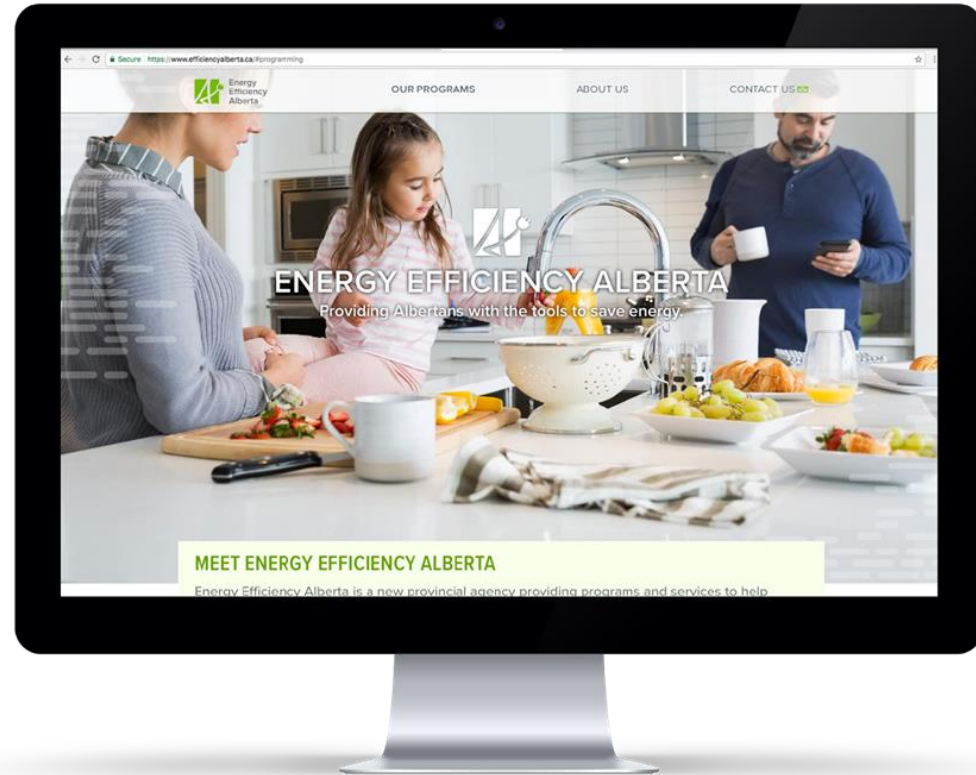 Secure https://www.efficiencyalberta.ca/#programming
Energy
Efficiency
Alberta
OUR PROGRAMS ABOUT US CONTACT US
ENERGY EFFICIENCY ALBERTA
Providing Albertans with the tools to save energy.
MEET ENERGY EFFICIENCY ALBERTA
Energy Efficiency Alberta is a new provincial agency providing programs and services to help